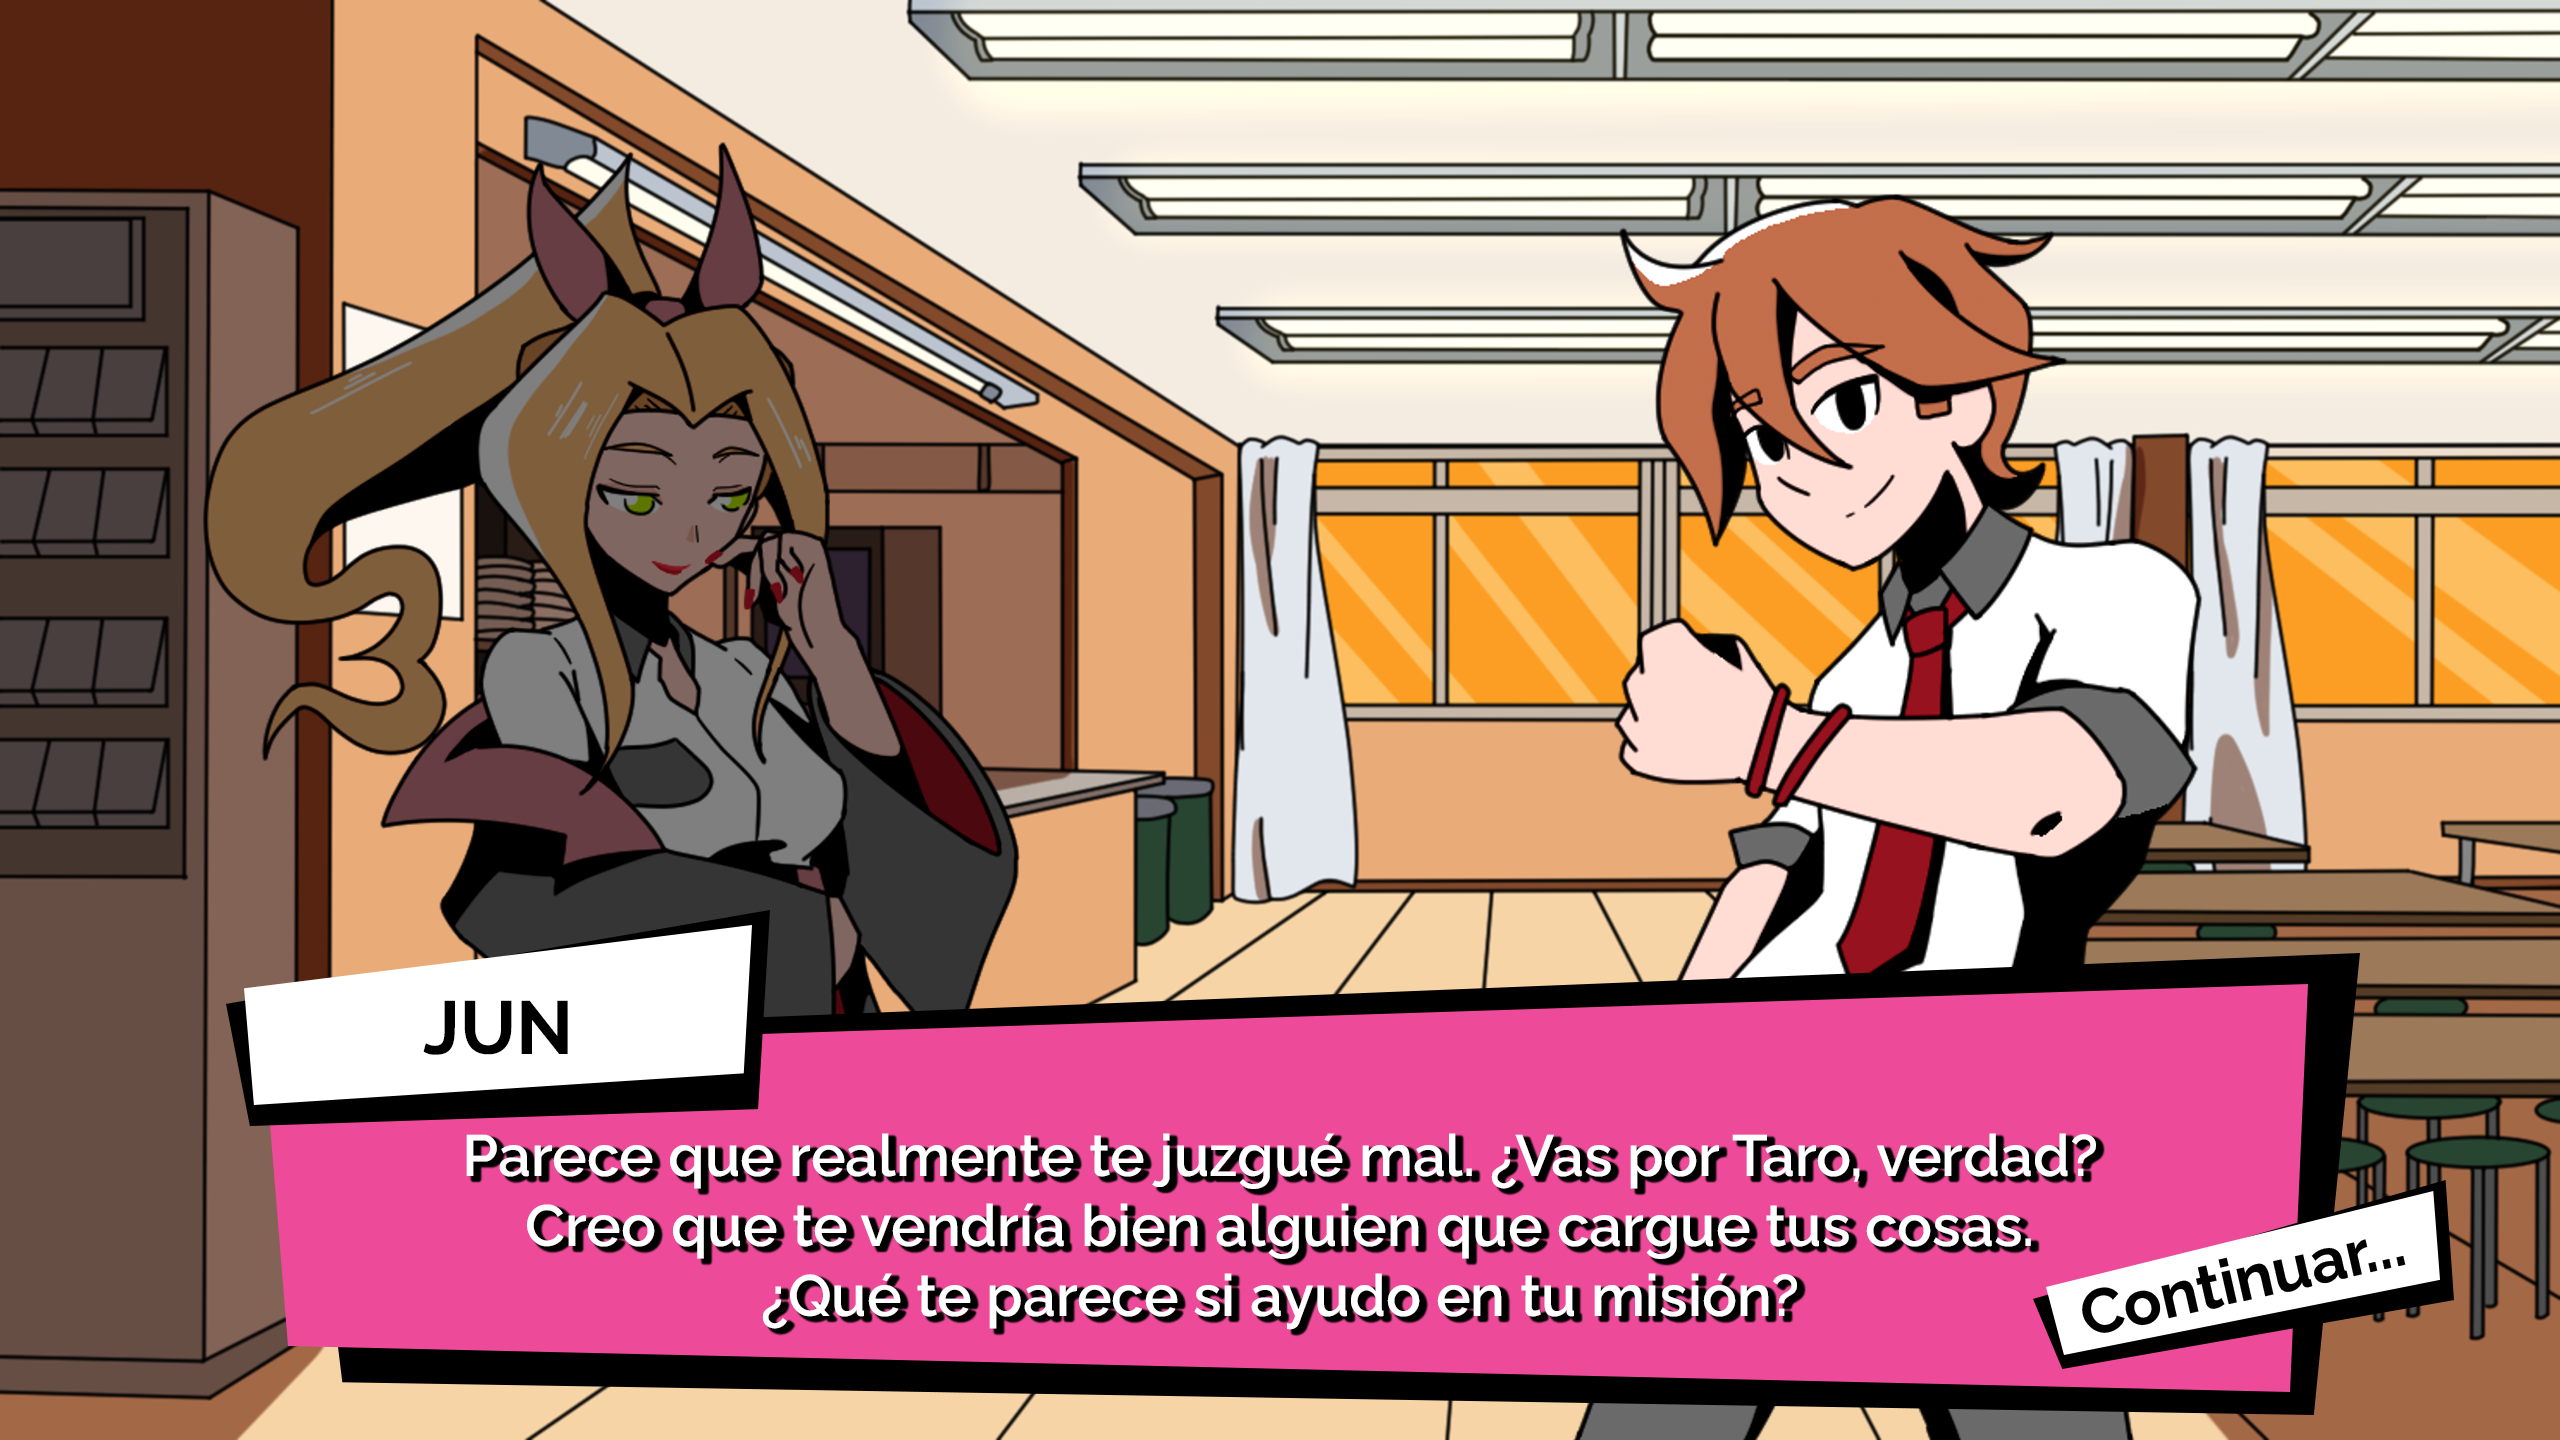 JUN
Parece que realmente te juzgué mal. ¿Vas por Taro, verdad?
Creo que te vendría bien alguien que cargue tus cosas.
¿Qué te parece si ayudo en tu misión?
Continuar...